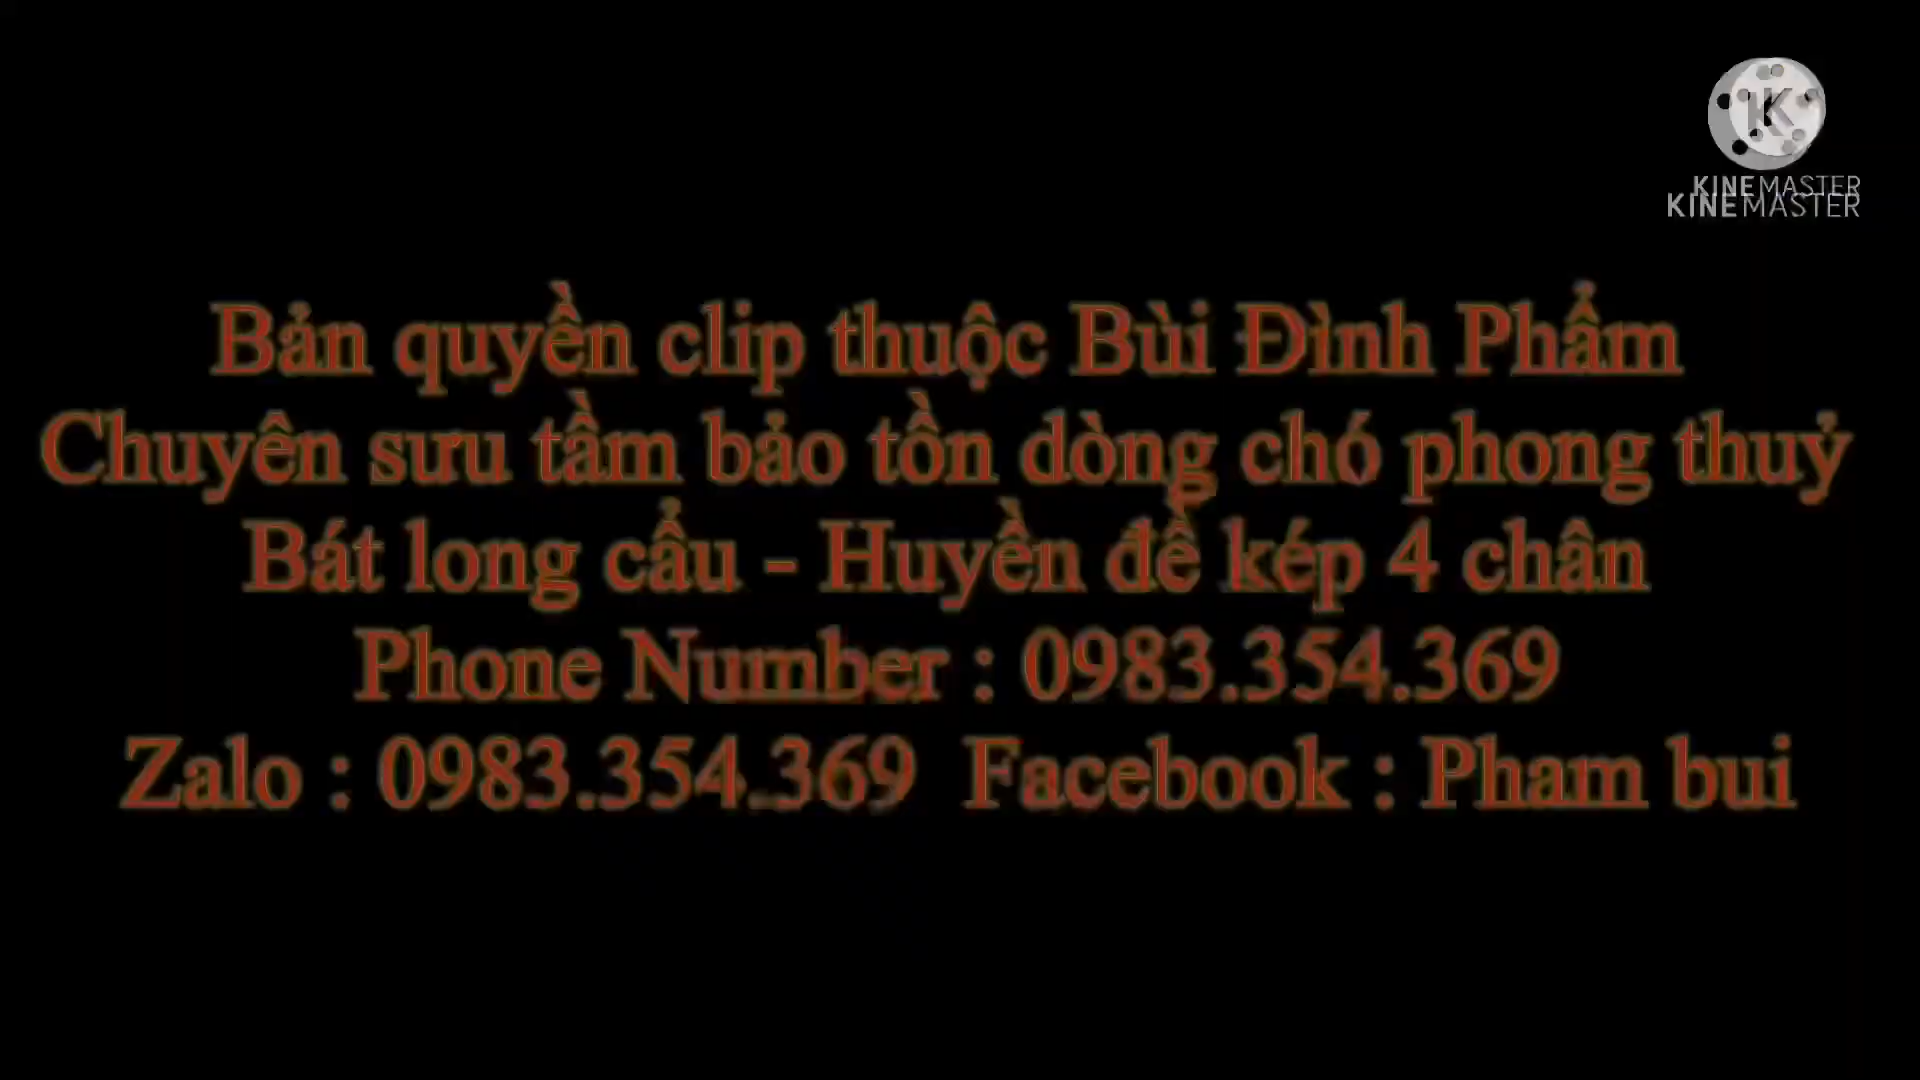 KINEMASTER
KINEMASTER
Bản quyền clip thuộc Bùi Đình Phẩm
Chuyên sưu tầm bảo tồn dòng chó phong thuỷ
Bát long cẩu - Huyền đề kép 4 chân
Phone Number : 0983.354.369
Zalo : 0983.354.369 Facebook : Pham bui